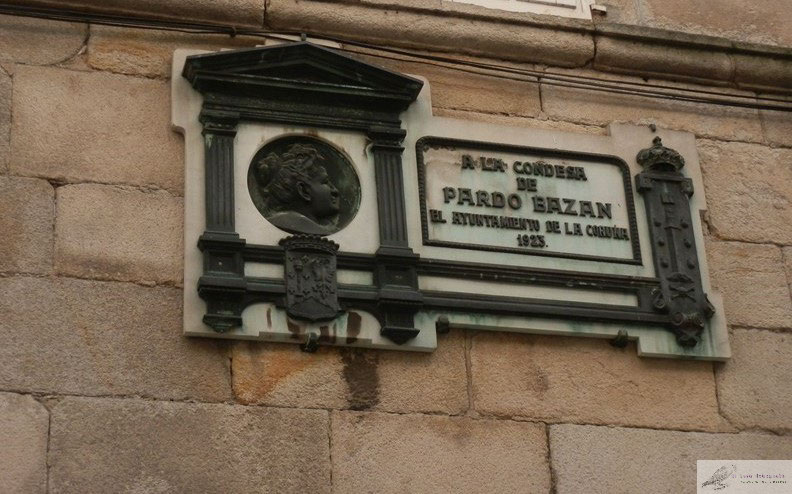 A LA CONDESA
DE
PARDO BAZAN
EL AYUNTAMIENTO DE LA CORUÑA
1923.